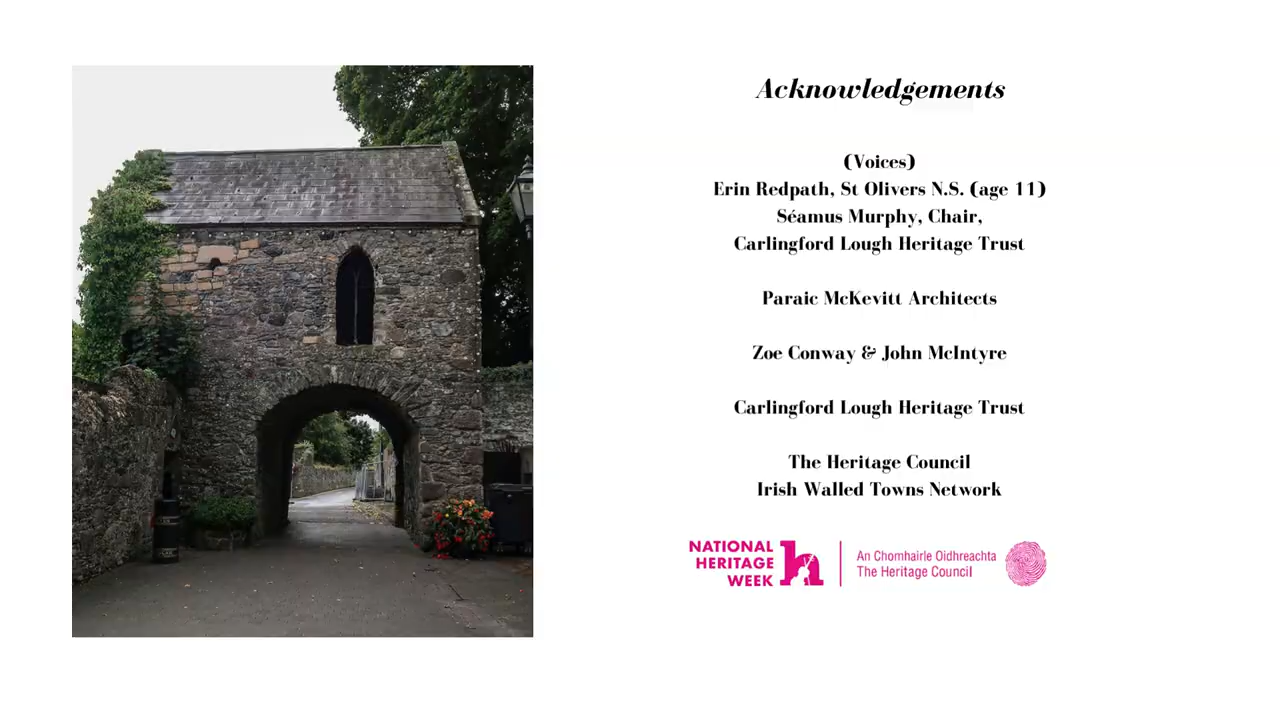 Acknowledgements
(Voices)
Erin Redpath, St Olivers N.S. (age 11)
Séamus Murphy, Chair,
Carlingford Lough Heritage Trust
Paraic McKevitt Architects
Zoe Conway & John McIntyre
Carlingford Lough Heritage Trust
The Heritage Council
Irish Walled Towns Network
NATIONAL
HERITAGE
WEEK
h
An Chomhairle Oidhreachta
The Heritage Council